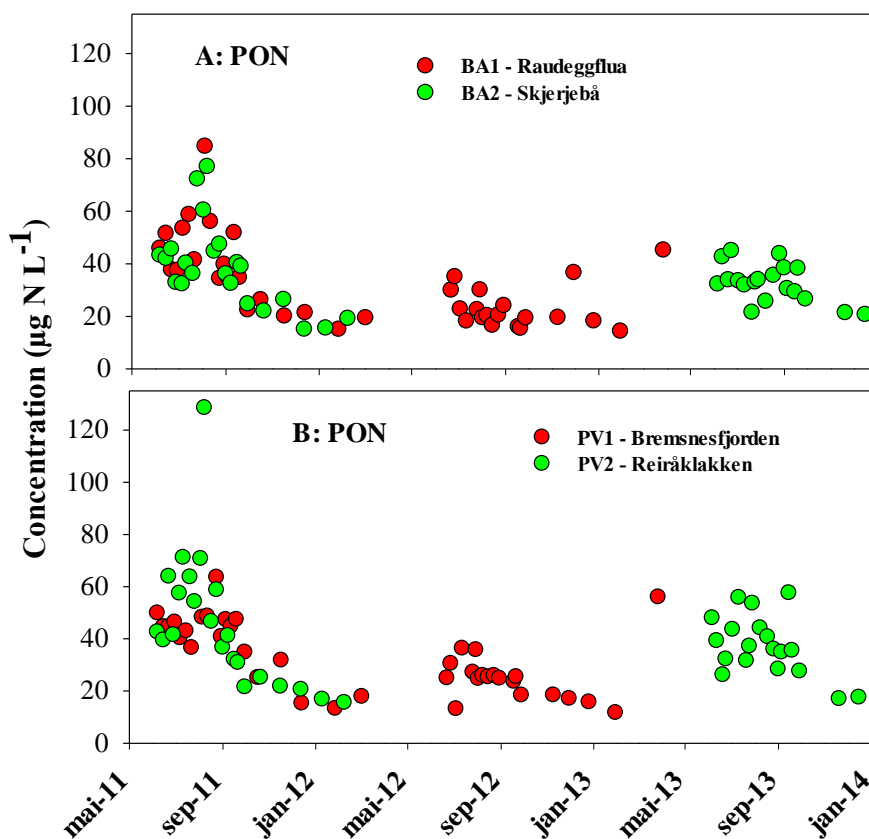 A: PON
BA1 - Raudeggflua
BA2 - Skjerjebå
120
100
80
60
40
20
0
Concentration (µg N L-1)
B: PON
PV1 - Bremsnesfjorden
PV2 - Reiråklakken
120
100
80
60
40
20
0
mai-11
sep-11
jan-12
mai-12
sep-12
jan-13
mai-13
sep-13
jan-14